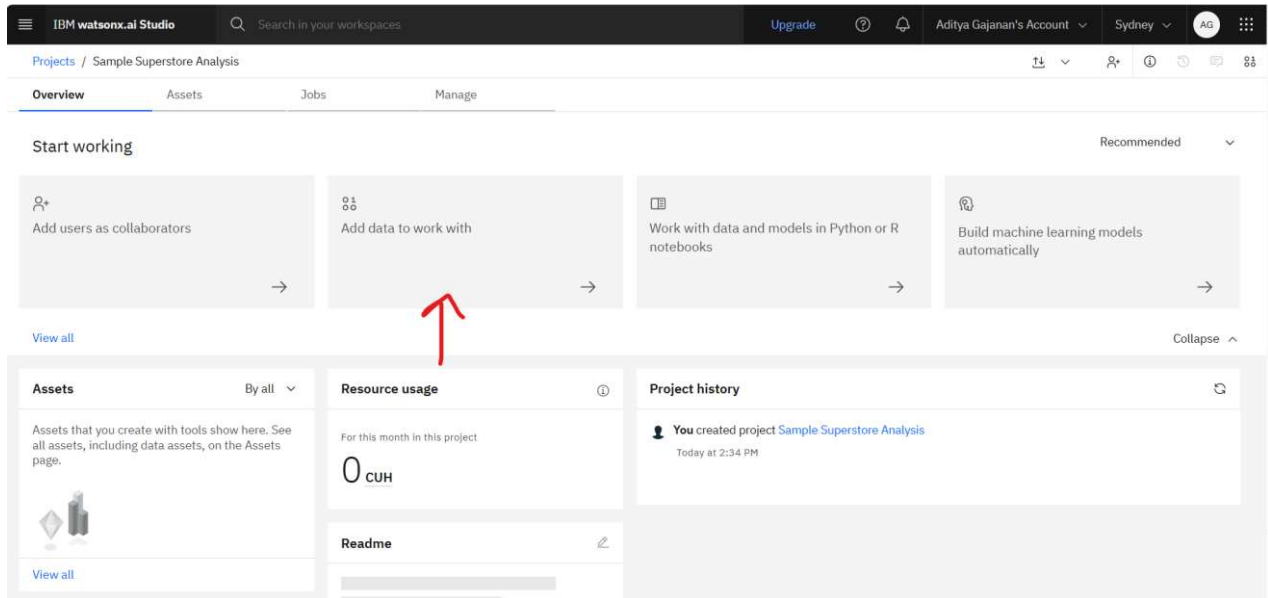 IBM watsonx.ai Studio
Search in your workspaces
Upgrade
Aditya Gajanan's Account
Sydney
AG
Projects / Sample Superstore Analysis
Overview
Assets
Jobs
Manage
Start working
Recommended
Add users as collaborators
Add data to work with
Work with data and models in Python or R
notebooks
Build machine learning models
automatically
View all
Collapse
Assets
By all
Assets that you create with tools show here. See
all assets, including data assets, on the Assets
page.
View all
Resource usage
For this month in this project
0 CUH
Readme
Project history
You created project Sample Superstore Analysis
Today at 2:34 PM